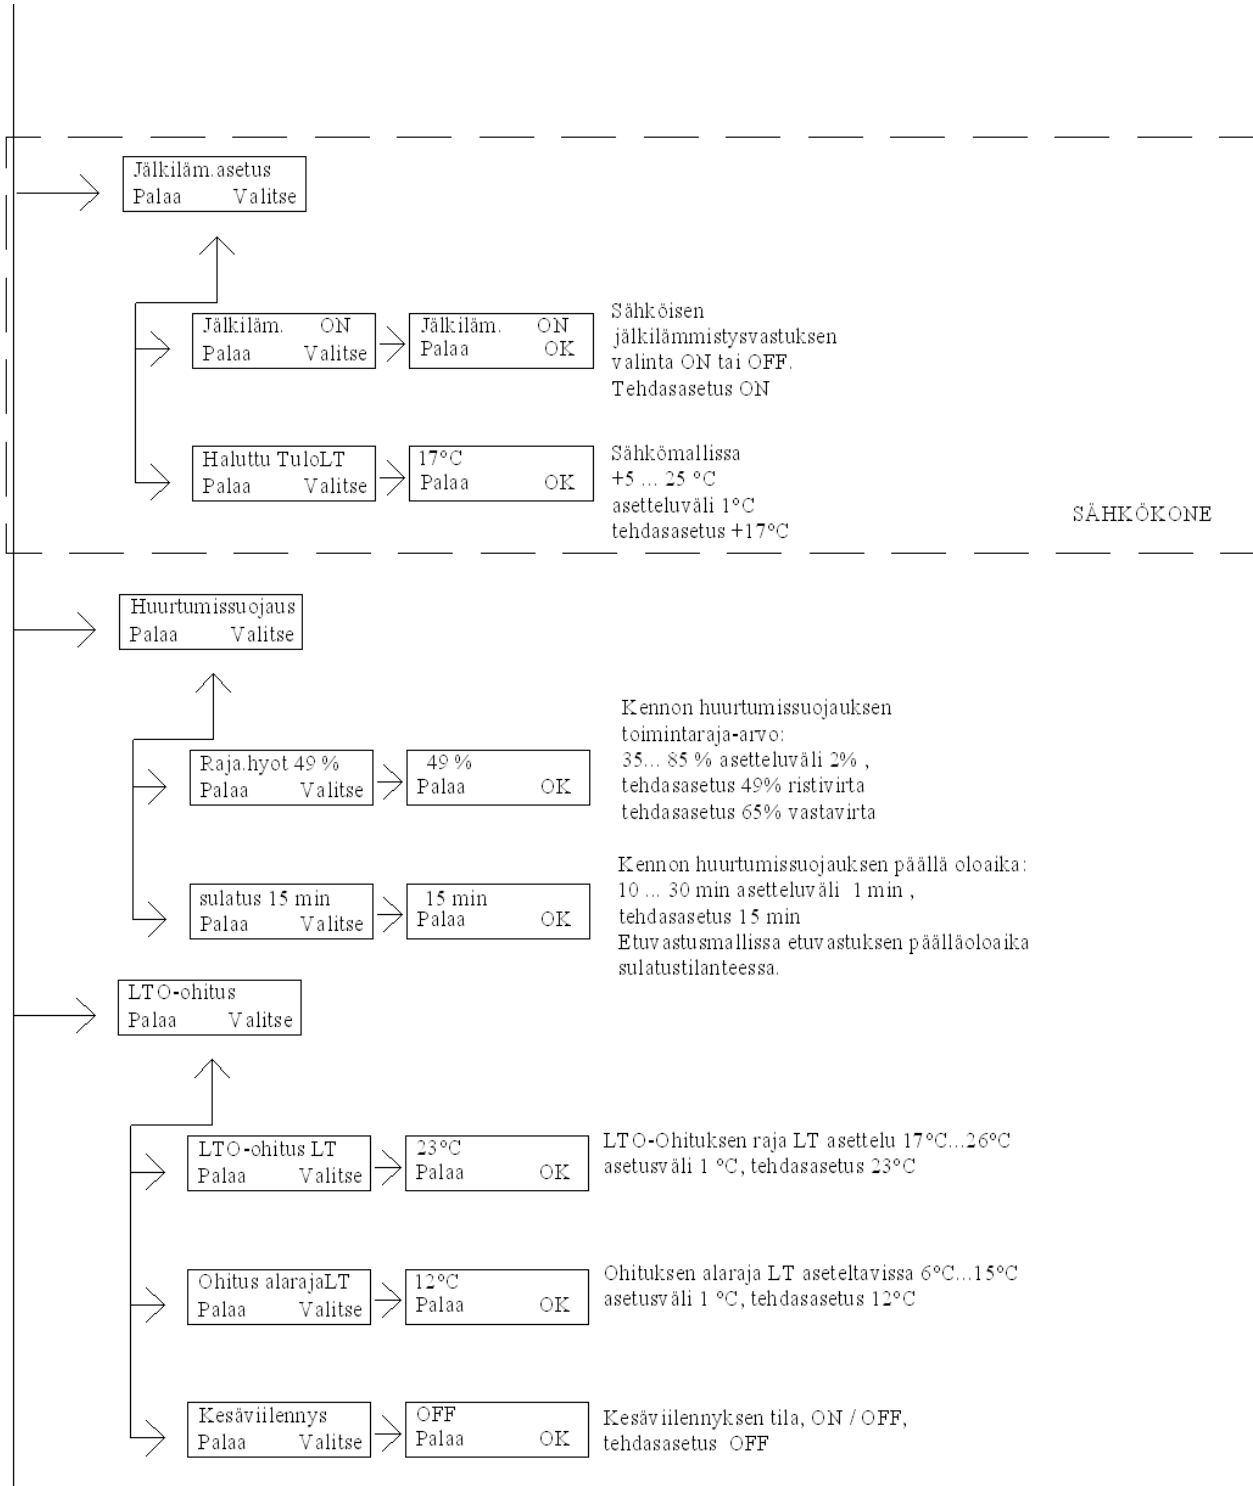 Jälkiläm.asetus
Palaa Valitse
Jälkiläm. ON
Palaa Valitse
Jälkiläm. ON
Palaa OK
Sähköisen
jälkilämmistysvastuksen
valinta ON tai OFF.
Tehdasasetus ON
Haluttu TuloLT
Palaa Valitse
17°C
Palaa OK
Sähkömallissa
+5 ... 25 °C
asetteluväli 1°C
tehdasasetus +17°C
SÄHKÖKONE
Huurtumissuojaus
Palaa Valitse
Raja.hyot 49 %
Palaa Valitse
49 %
Palaa OK
Kennon huurtumissuojauksen
toimintaraja-arvo:
35... 85 % asetteluväli 2% ,
tehdasasetus 49% ristivirta
tehdasasetus 65% vastavirta
sulatus 15 min
Palaa Valitse
15 min
Palaa OK
Kennon huurtumissuojauksen päällä oloaika:
10 ... 30 min asetteluväli 1 min ,
tehdasasetus 15 min
Etuvastusmallissa etuvastuksen päälläoloaika
sulatustilanteessa.
LTO-ohitus
Palaa Valitse
LTO-ohitus LT
Palaa Valitse
23°C
Palaa OK
LTO-Ohituksen raja LT asettelu 17°C...26°C
asetusväli 1 °C, tehdasasetus 23°C
Ohitus alarajaLT
Palaa Valitse
12°C
Palaa OK
Ohituksen alaraja LT aseteltavissa 6°C...15°C
asetusväli 1 °C, tehdasasetus 12°C
Kesäviilennys
Palaa Valitse
OFF
Palaa OK
Kesäviilennyksen tila, ON / OFF,
tehdasasetus OFF